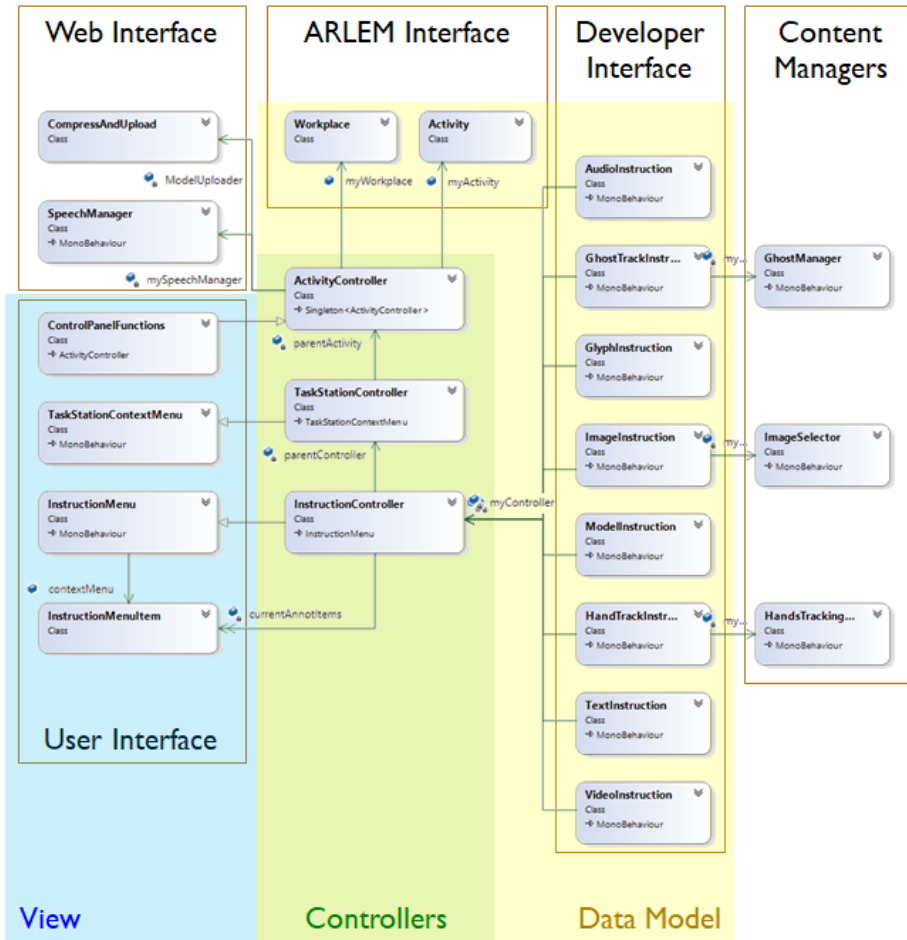 Web Interface
ARLEM Interface
Developer
Interface
Content
Managers
CompressAndUpload
Class
ModelUploader
SpeechManager
Class
MonoBehaviour
mySpeechManager
Workplace
Class
myWorkplace
Activity
Class
myActivity
ActivityController
Class
Singleton<ActivityController>
parentActivity
ControlPanelFunctions
Class
ActivityController
TaskStationContextMenu
Class
MonoBehaviour
TaskStationController
Class
TaskStationContextMenu
parentController
InstructionMenu
Class
MonoBehaviour
contextMenu
InstructionController
Class
InstructionMenu
myController
InstructionMenuItem
Class
currentAnnotItems
User Interface
AudioInstruction
Class
MonoBehaviour
GhostTrackInstr...
Class
MonoBehaviour
my...
GhostManager
Class
MonoBehaviour
GlyphInstruction
Class
MonoBehaviour
ImageInstruction
Class
MonoBehaviour
my...
ImageSelector
Class
MonoBehaviour
ModelInstruction
Class
MonoBehaviour
HandTrackInstr...
Class
MonoBehaviour
my...
HandsTracking...
Class
MonoBehaviour
TextInstruction
Class
MonoBehaviour
VideoInstruction
Class
MonoBehaviour
View
Controllers
Data Model